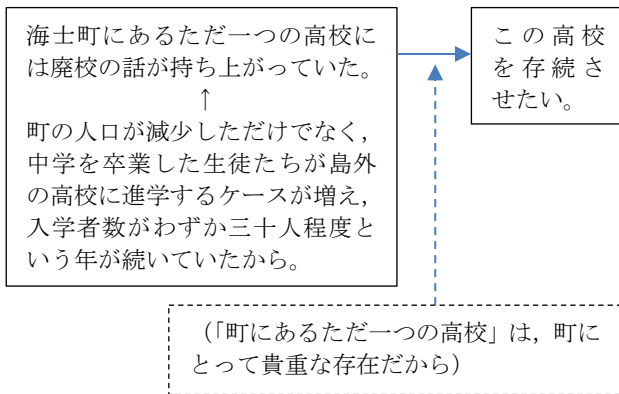 海士町にあるただ一つの高校に
は廃校の話が持ち上がっていた。
↑
町の人口が減少しただけでなく，
中学を卒業した生徒たちが島外
の高校に進学するケースが増え，
入学者数がわずか三十人程度と
いう年が続いていたから。
この高校
を存続さ
せたい。
（「町にあるただ一つの高校」は，町に
とって貴重な存在だから）